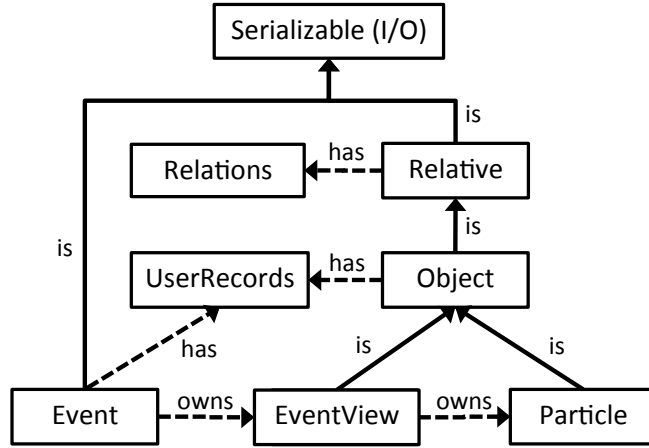 Serializable (I/O)
is
Relations
has
Relative
is
is
UserRecords
has
Object
has
is
is
Event
owns
EventView
owns
Particle